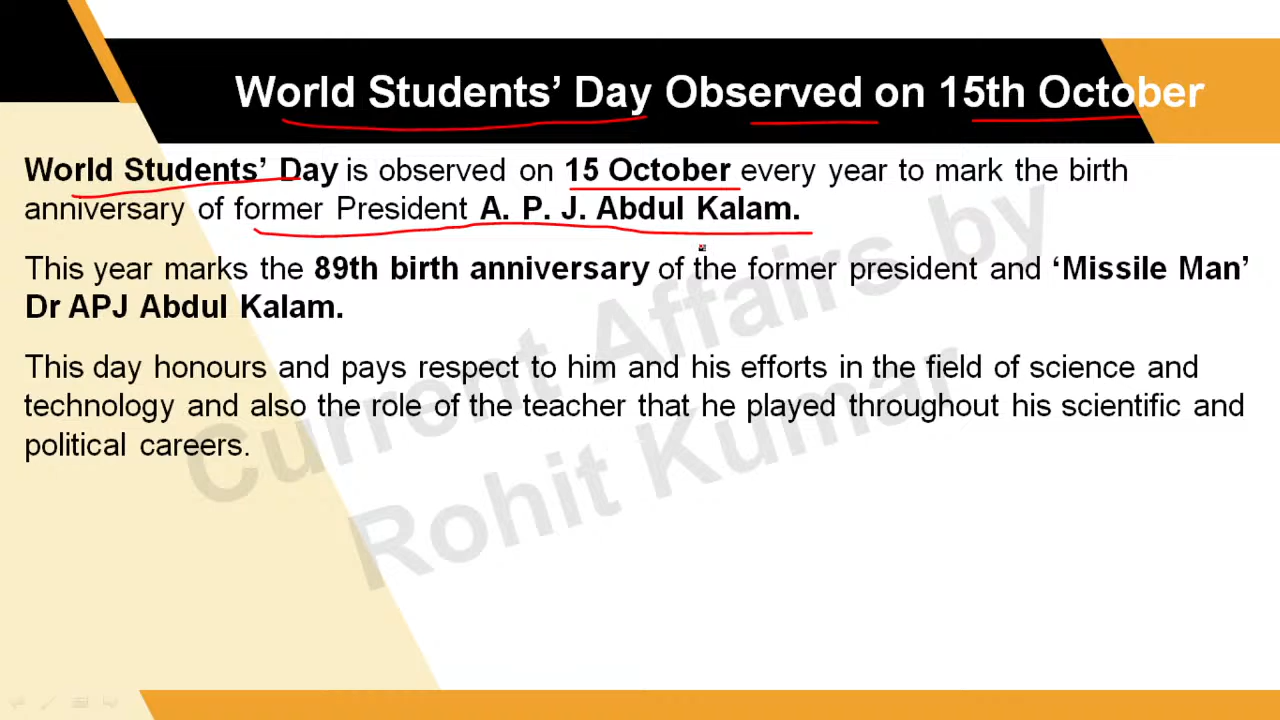 World Students’ Day Observed on 15th October
World Students’ Day is observed on 15 October every year to mark the birth
anniversary of former President A. P. J. Abdul Kalam.
This year marks the 89th birth anniversary of the former president and ‘Missile Man’
Dr APJ Abdul Kalam.
This day honours and pays respect to him and his efforts in the field of science and
technology and also the role of the teacher that he played throughout his scientific and
political careers.
Current Affairs by
Rohit Kumar